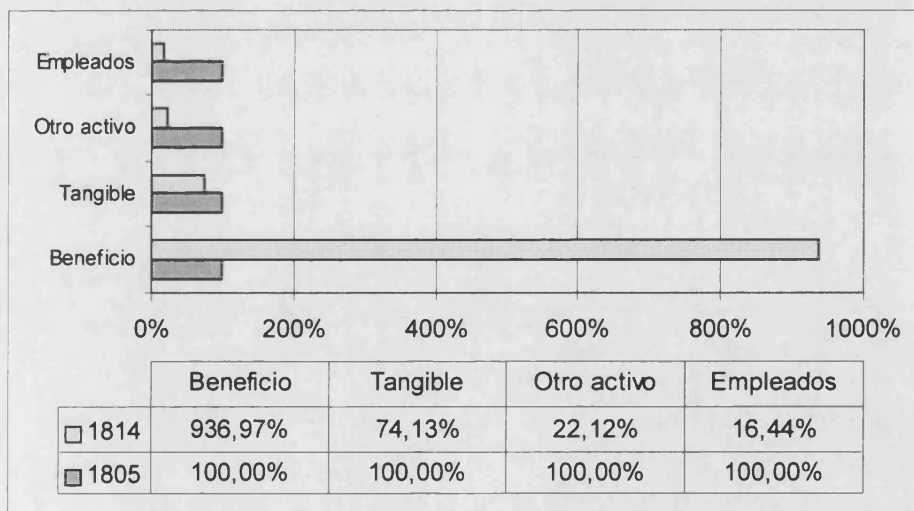 Empleados
Otro activo
Tangible
Beneficio
0% 200% 400% 600% 800% 1000%
Beneficio Tangible Otro activo Empleados
1814 936,97% 74,13% 22,12% 16,44%
1805 100,00% 100,00% 100,00% 100,00%